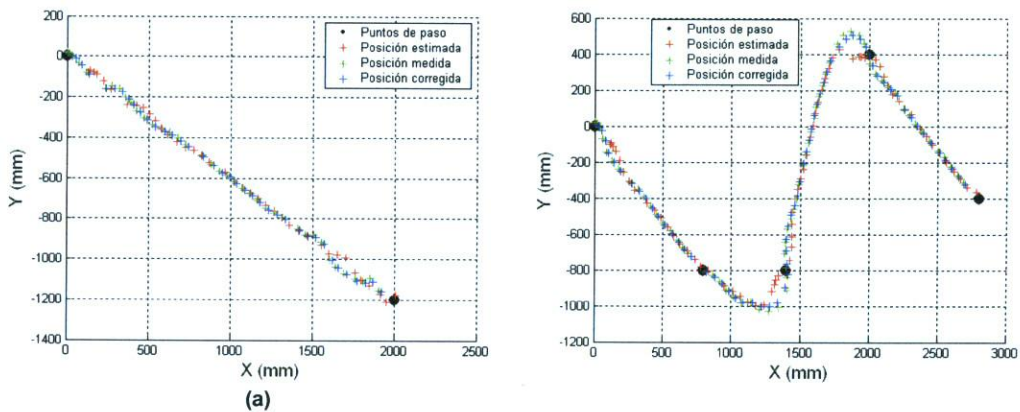 200
0
-200
-400
-600
-800
-1000
-1200
-1400
Y (mm)
0
500
1000
1500
2000
2500
X (mm)
Puntos de paso
Posición estimada
Posición medida
Posición corregida
(a)
600
400
200
0
-200
-400
-600
-800
-1000
-1200
Y (mm)
0
500
1000
1500
2000
2500
3000
X (mm)
Puntos de paso
Posición estimada
Posición medida
Posición corregida